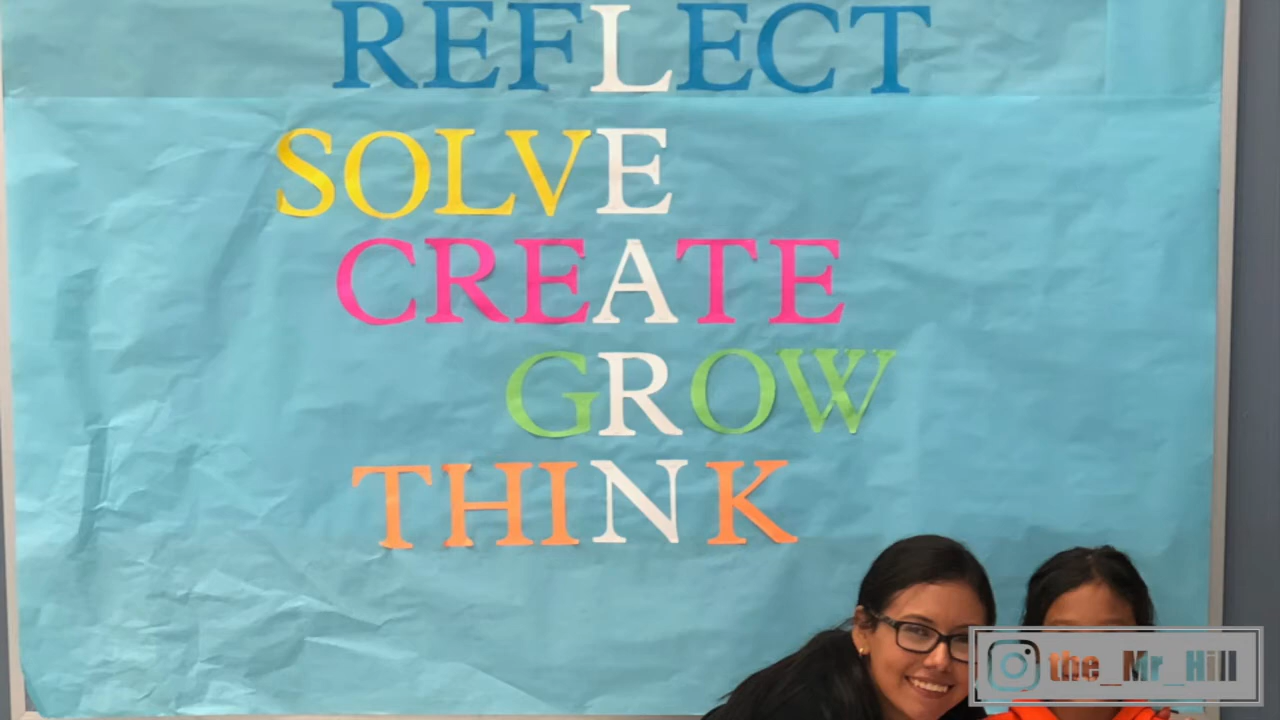 REFLECT
SOLVE
CREATE
GROW
THINK
the_Mr_Hill